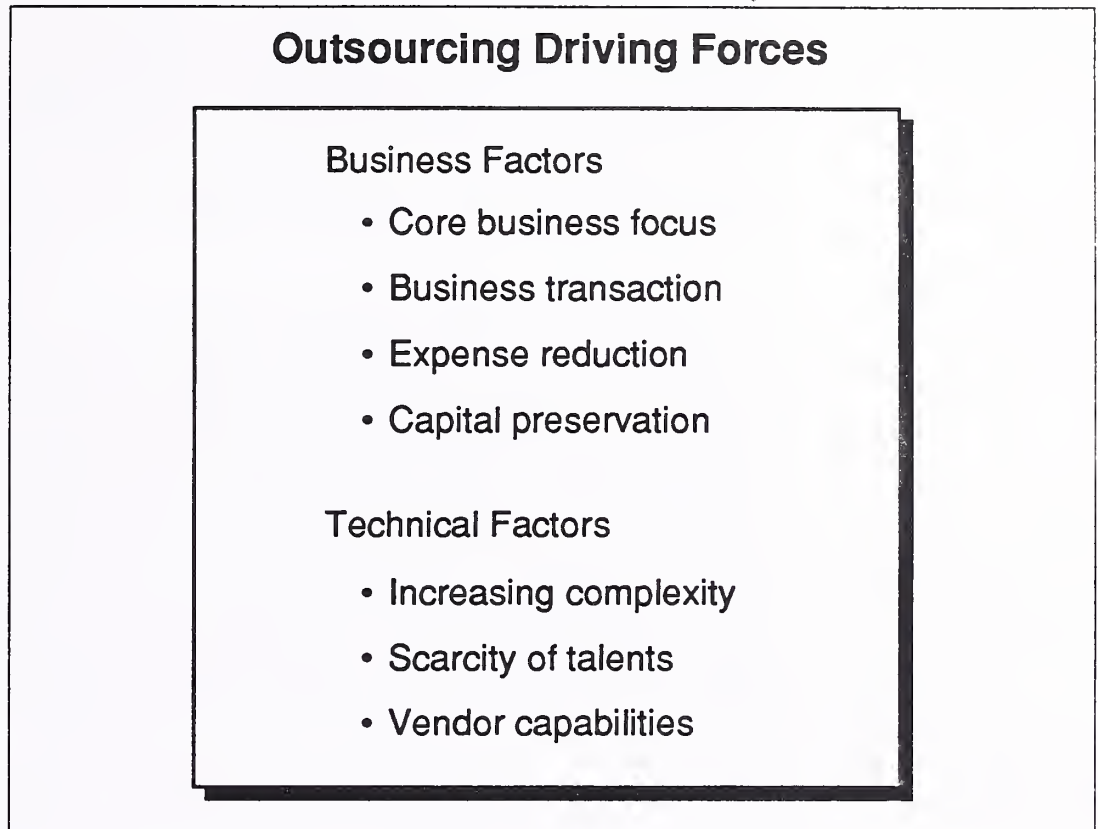 Outsourcing Driving Forces
Business Factors
• Core business focus
• Business transaction
• Expense reduction
• Capital preservation
Technical Factors
• Increasing complexity
• Scarcity of talents
• Vendor capabilities